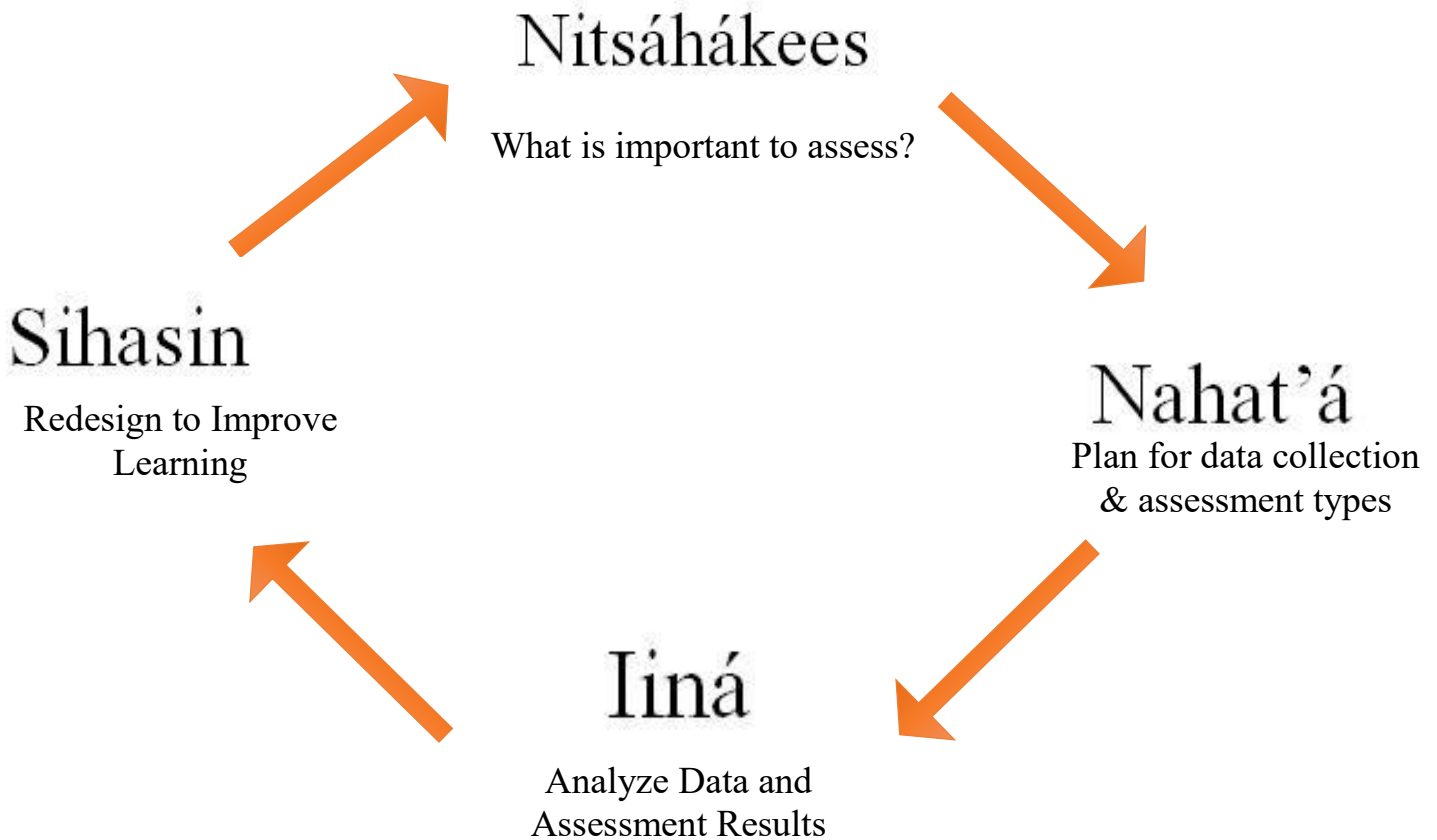 Nitsáhákees
What is important to assess?
Nahat’á
Plan for data collection
& assessment types
Iiná
Analyze Data and
Assessment Results
Sihasin
Redesign to Improve
Learning